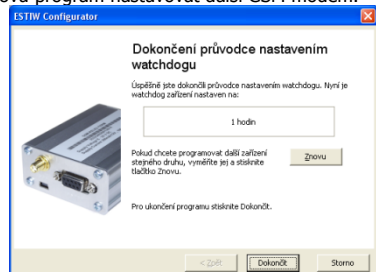 ESTIW Configurator
Dokončení průvodce nastavením
watchdogu
Úspěšně jste dokončili průvodce nastavením watchdogu. Nyní je
watchdog zařízení nastaven na:
1 hodin
Pokud chcete programovat další zařízení
stejného druhu, vyměňte jej a stiskněte
tlačítko Znovu.
Znovu
Pro ukončení programu stiskněte Dokončit.
< Zpět
Dokončit
Storno